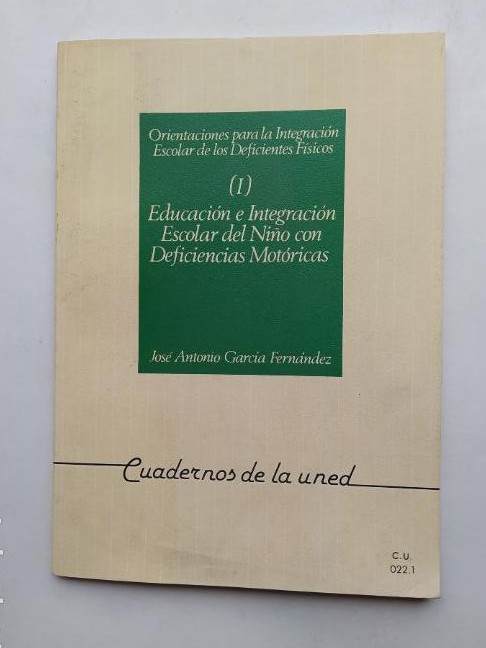 Orientaciones para la Integración
Escolar de los Deficientes Físicos
(I)
Educación e Integración
Escolar del Niño con
Deficiencias Motóricas
José Antonio García Fernández
Cuadernos de la uned
C.U.
022.1